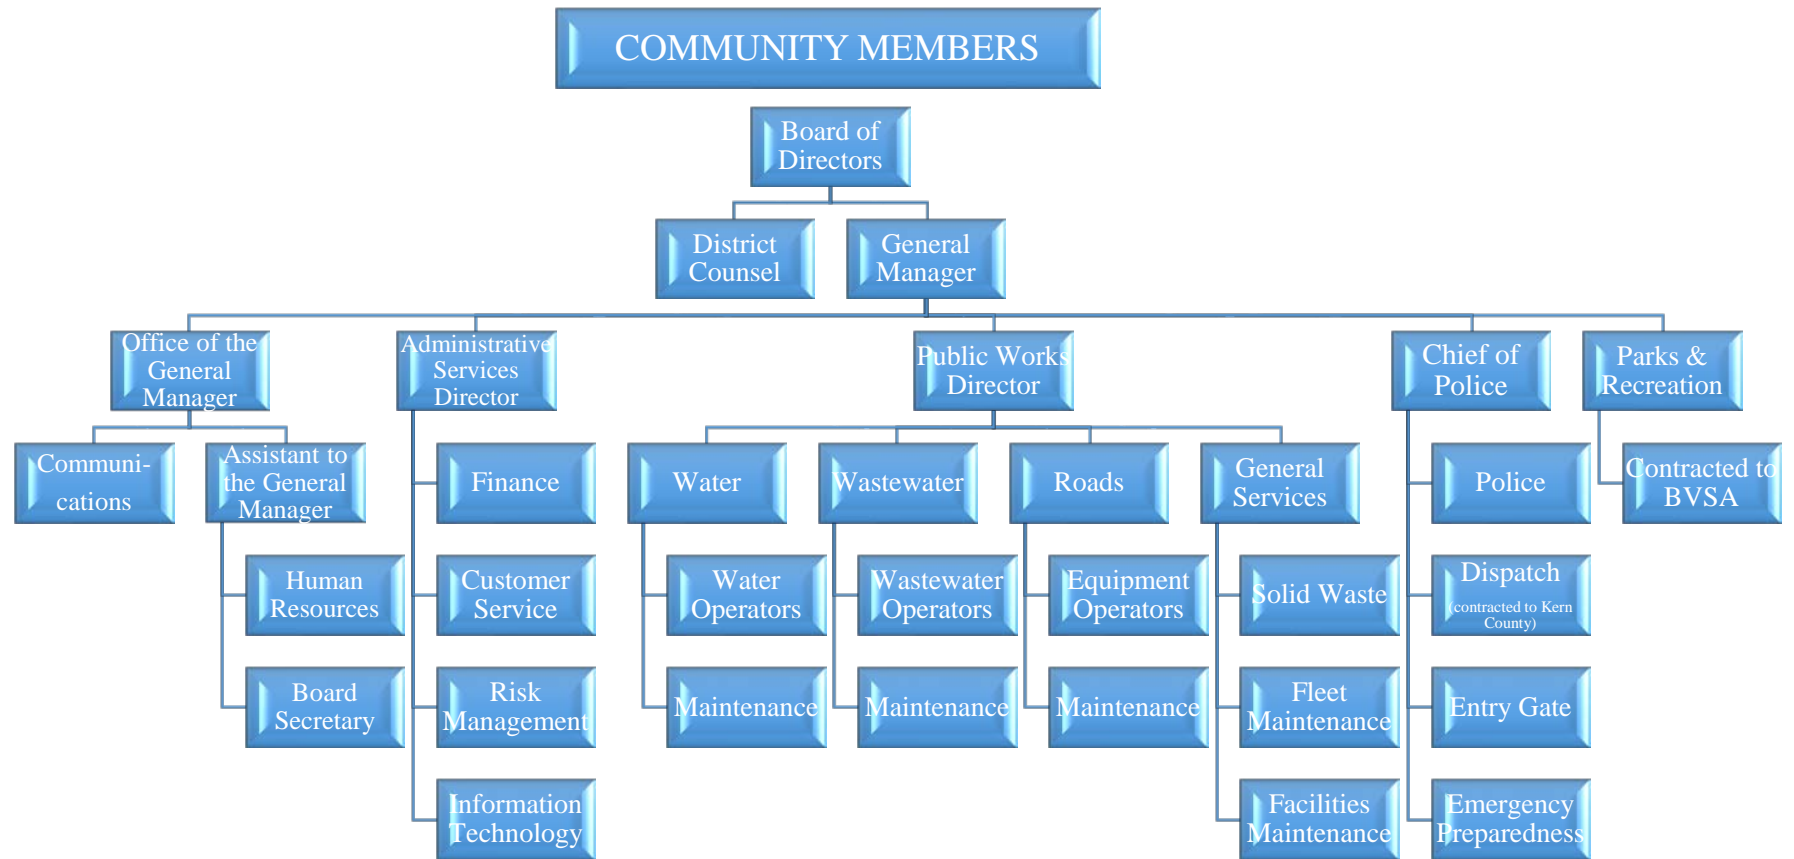 COMMUNITY MEMBERS
Board of
Directors
District
Counsel
General
Manager
Office of the
General
Manager
Administrative
Services
Director
Public Works
Director
Chief of
Police
Parks &
Recreation
Communi-
cations
Assistant to
the General
Manager
Finance
Water
Wastewater
Roads
General
Services
Police
Contracted to
BVSA
Human
Resources
Customer
Service
Water
Operators
Wastewater
Operators
Equipment
Operators
Solid Waste
Dispatch
(contracted to Kern
County)
Board
Secretary
Risk
Management
Maintenance
Maintenance
Maintenance
Fleet
Maintenance
Entry Gate
Information
Technology
Facilities
Maintenance
Emergency
Preparedness